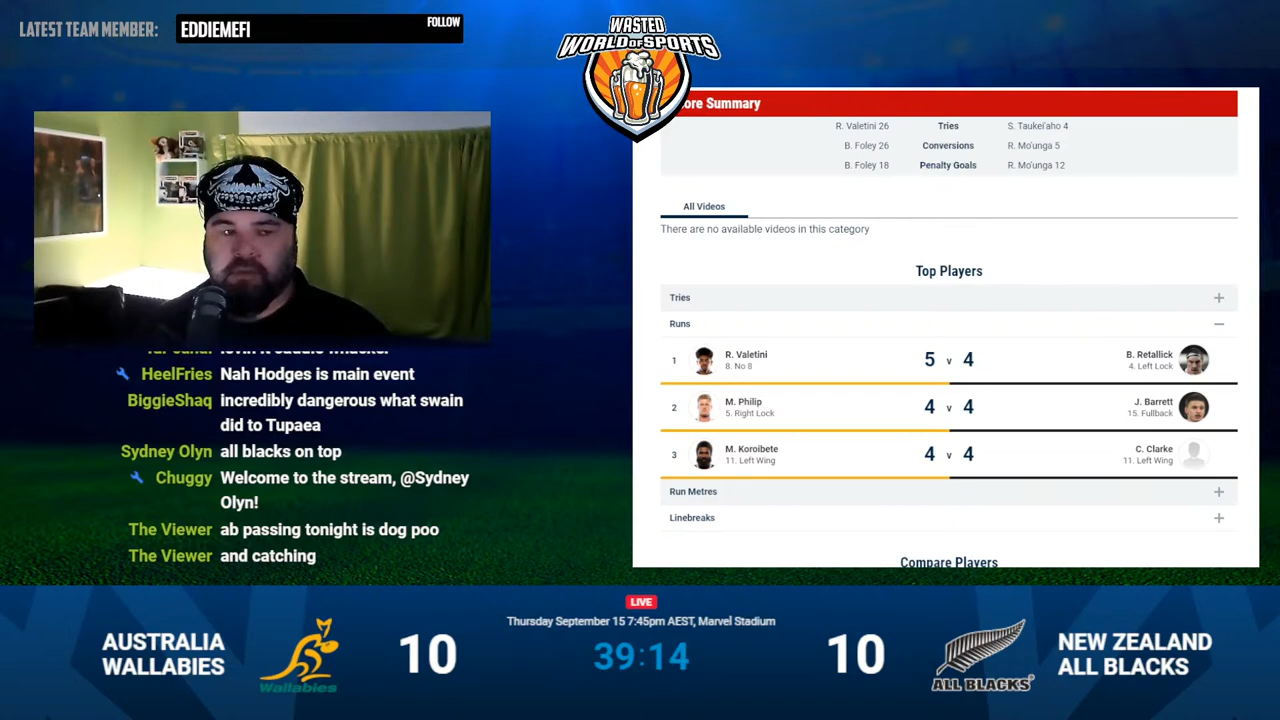 LATEST TEAM MEMBER:
EDDIEMEFI
FOLLOW
WASTED
WORLD OF SPORTS
ore Summary
R. Valetini 26 Tries S. Taukei'aho 4
B. Foley 26 Conversions R. Mo'unga 5
B. Foley 18 Penalty Goals R. Mo'unga 12
All Videos
There are no available videos in this category
Top Players
Tries
Runs
1 R. Valetini 8. No 8 5 v 4 B. Retallick 4. Left Lock
2 M. Philip 5. Right Lock 4 v 4 J. Barrett 15. Fullback
3 M. Koroibete 11. Left Wing 4 v 4 C. Clarke 11. Left Wing
Run Metres
Linebreaks
Compare Players
HeelFries Nah Hodges is main event
BiggieShaq incredibly dangerous what swain
did to Tupaea
Sydney Olyn all blacks on top
Chuggy Welcome to the stream, @Sydney
Olyn!
The Viewer ab passing tonight is dog poo
The Viewer and catching
LIVE
Thursday September 15 7:45pm AEST, Marvel Stadium
AUSTRALIA
WALLABIES
Wallabies
10
39:14
10
ALL BLACKS
NEW ZEALAND
ALL BLACKS